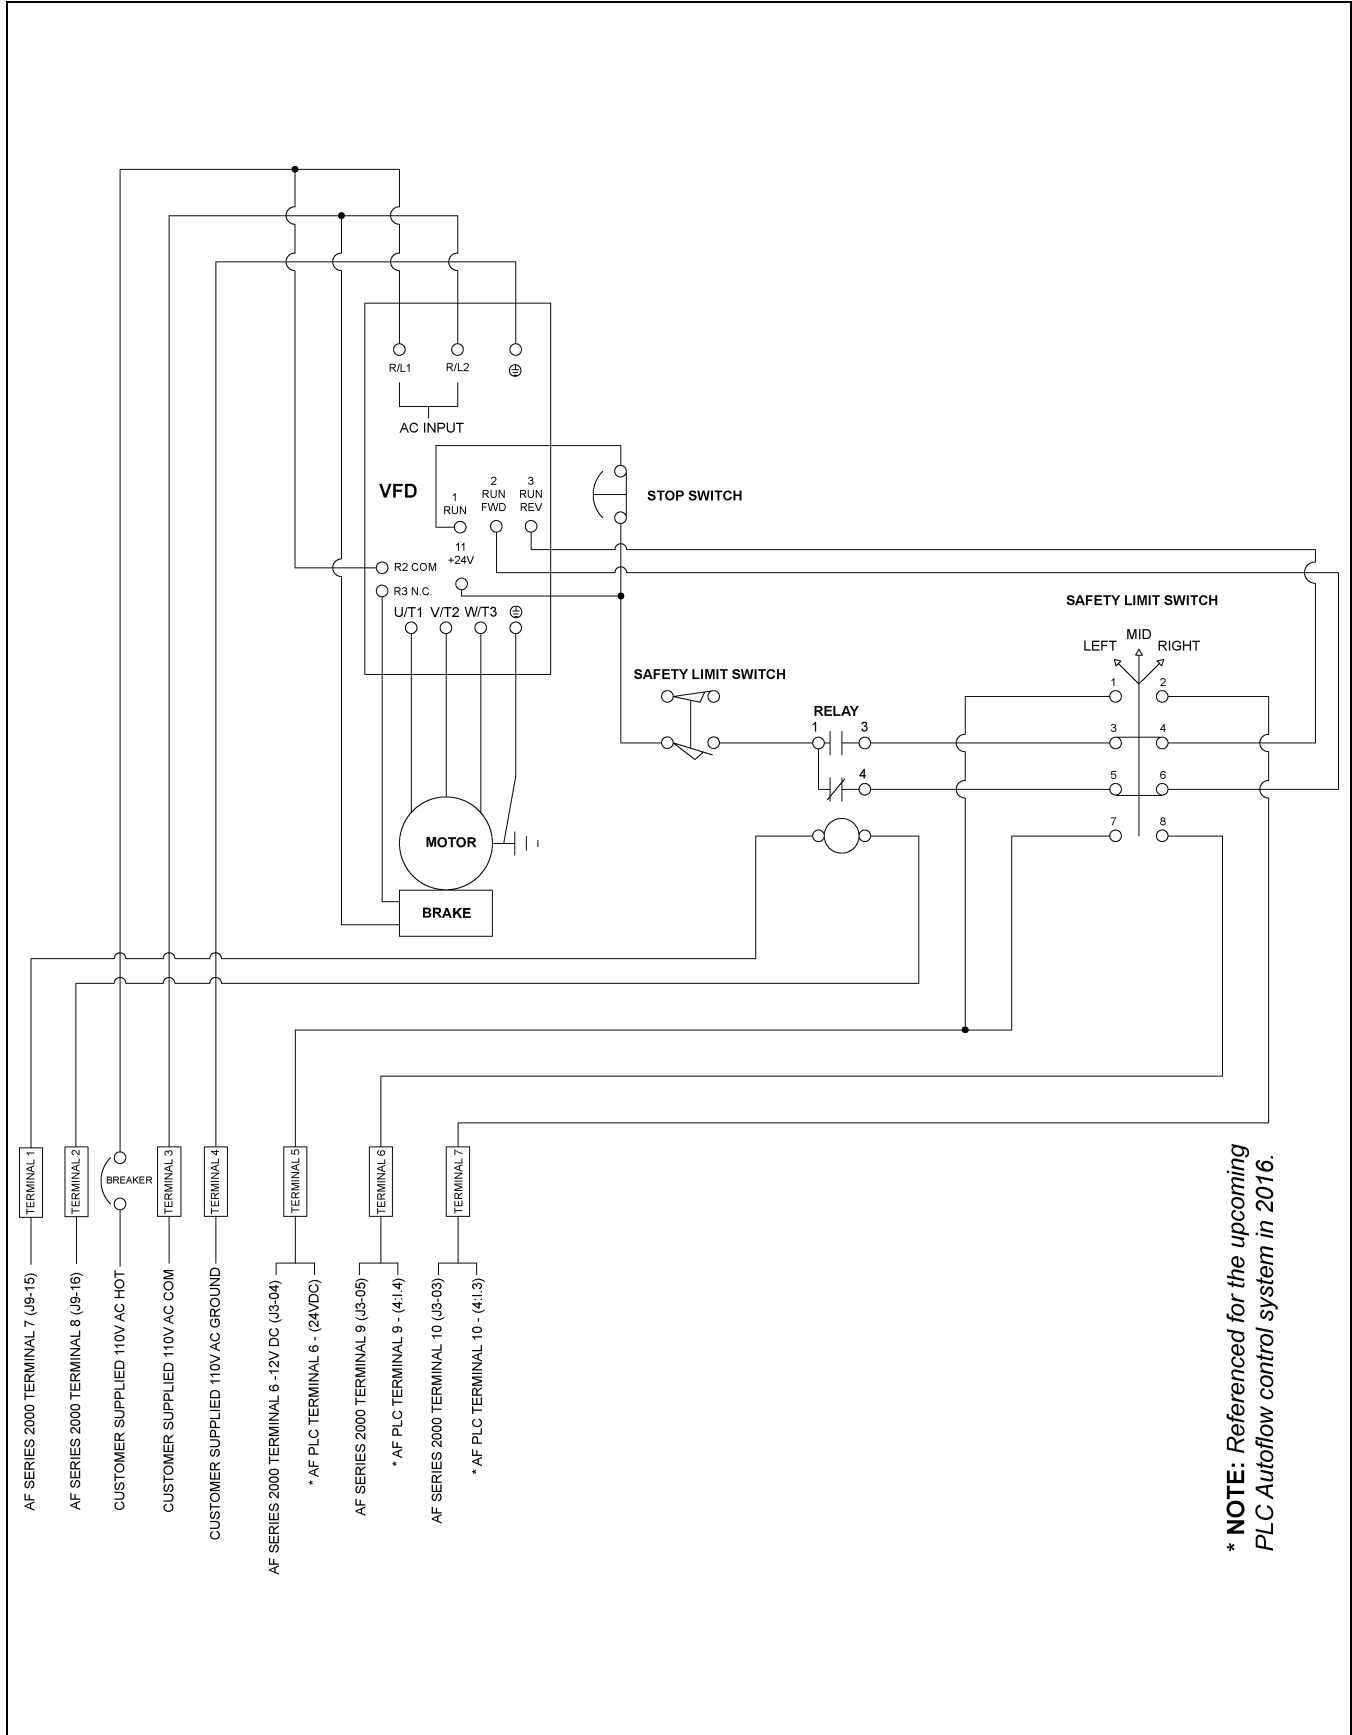 R/L1
R/L2
AC INPUT
VFD
1
RUN
2
RUN
FWD
3
RUN
REV
STOP SWITCH
11
+24V
R2 COM
R3 N.C.
U/T1
V/T2
W/T3
SAFETY LIMIT SWITCH
LEFT
MID
RIGHT
SAFETY LIMIT SWITCH
RELAY
1
3
4
1
2
3
4
5
6
7
8
MOTOR
BRAKE
TERMINAL 1
TERMINAL 2
BREAKER
TERMINAL 3
TERMINAL 4
TERMINAL 5
TERMINAL 6
TERMINAL 7
AF SERIES 2000 TERMINAL 7 (J9-15)
AF SERIES 2000 TERMINAL 8 (J9-16)
CUSTOMER SUPPLIED 110V AC HOT
CUSTOMER SUPPLIED 110V AC COM
CUSTOMER SUPPLIED 110V AC GROUND
AF SERIES 2000 TERMINAL 6 -12V DC (J3-04)
* AF PLC TERMINAL 6 - (24VDC)
AF SERIES 2000 TERMINAL 9 (J3-05)
* AF PLC TERMINAL 9 - (4:I.4)
AF SERIES 2000 TERMINAL 10 (J3-03)
* AF PLC TERMINAL 10 - (4:I.3)
* NOTE: Referenced for the upcoming
PLC Autoflow control system in 2016.